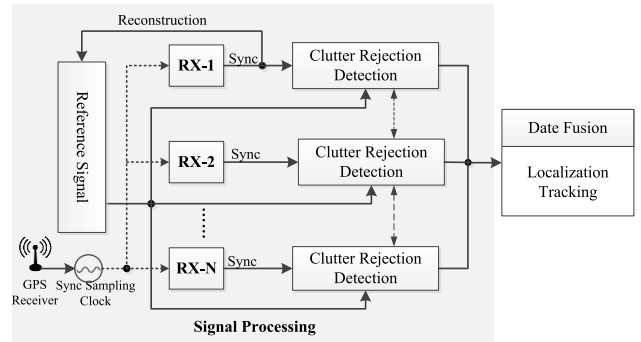 Reconstruction
Reference Signal
RX-1
Sync
Clutter Rejection
Detection
RX-2
Sync
Clutter Rejection
Detection
Date Fusion
Localization
Tracking
RX-N
Sync
Clutter Rejection
Detection
GPS
Receiver
Sync Sampling
Clock
Signal Processing